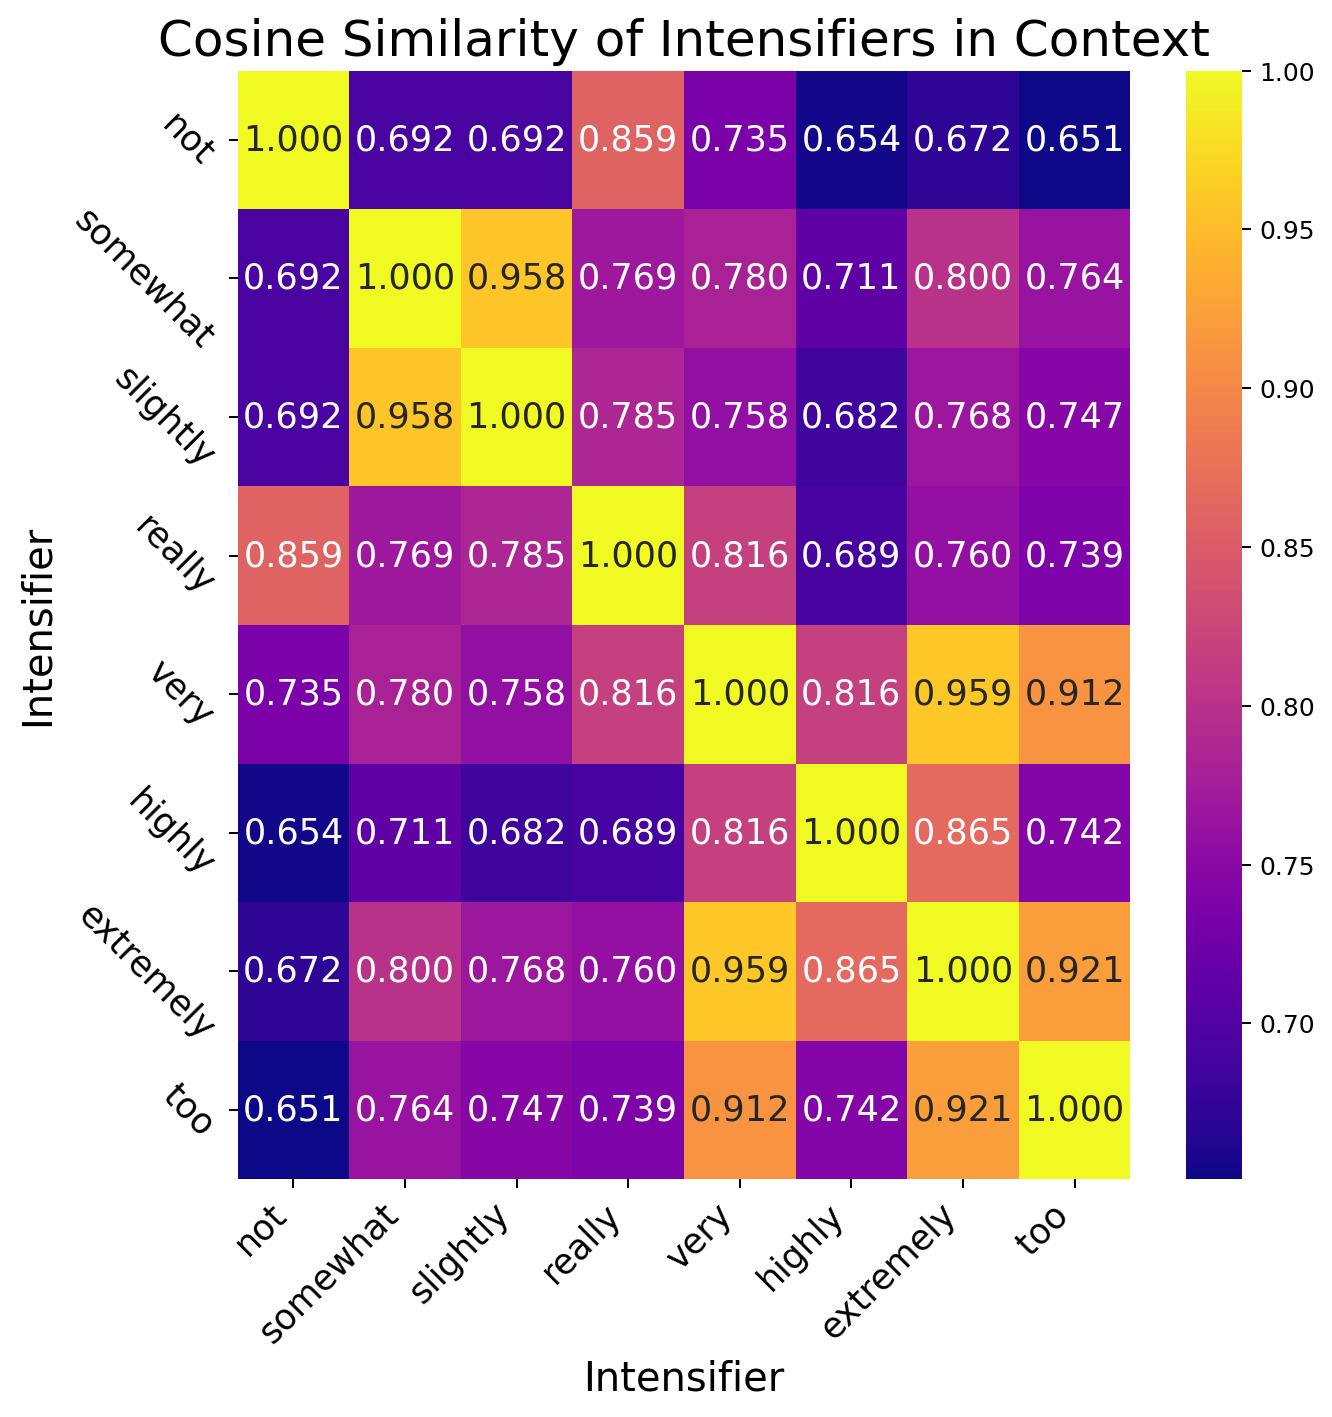 Cosine Similarity of Intensifiers in Context
not 1.000 0.692 0.692 0.859 0.735 0.654 0.672 0.651
somewhat 0.692 1.000 0.958 0.769 0.780 0.711 0.800 0.764
slightly 0.692 0.958 1.000 0.785 0.758 0.682 0.768 0.747
really 0.859 0.769 0.785 1.000 0.816 0.689 0.760 0.739
very 0.735 0.780 0.758 0.816 1.000 0.816 0.959 0.912
highly 0.654 0.711 0.682 0.689 0.816 1.000 0.865 0.742
extremely 0.672 0.800 0.768 0.760 0.959 0.865 1.000 0.921
too 0.651 0.764 0.747 0.739 0.912 0.742 0.921 1.000
not somewhat slightly really very highly extremely too
Intensifier
Intensifier
1.00
0.95
0.90
0.85
0.80
0.75
0.70